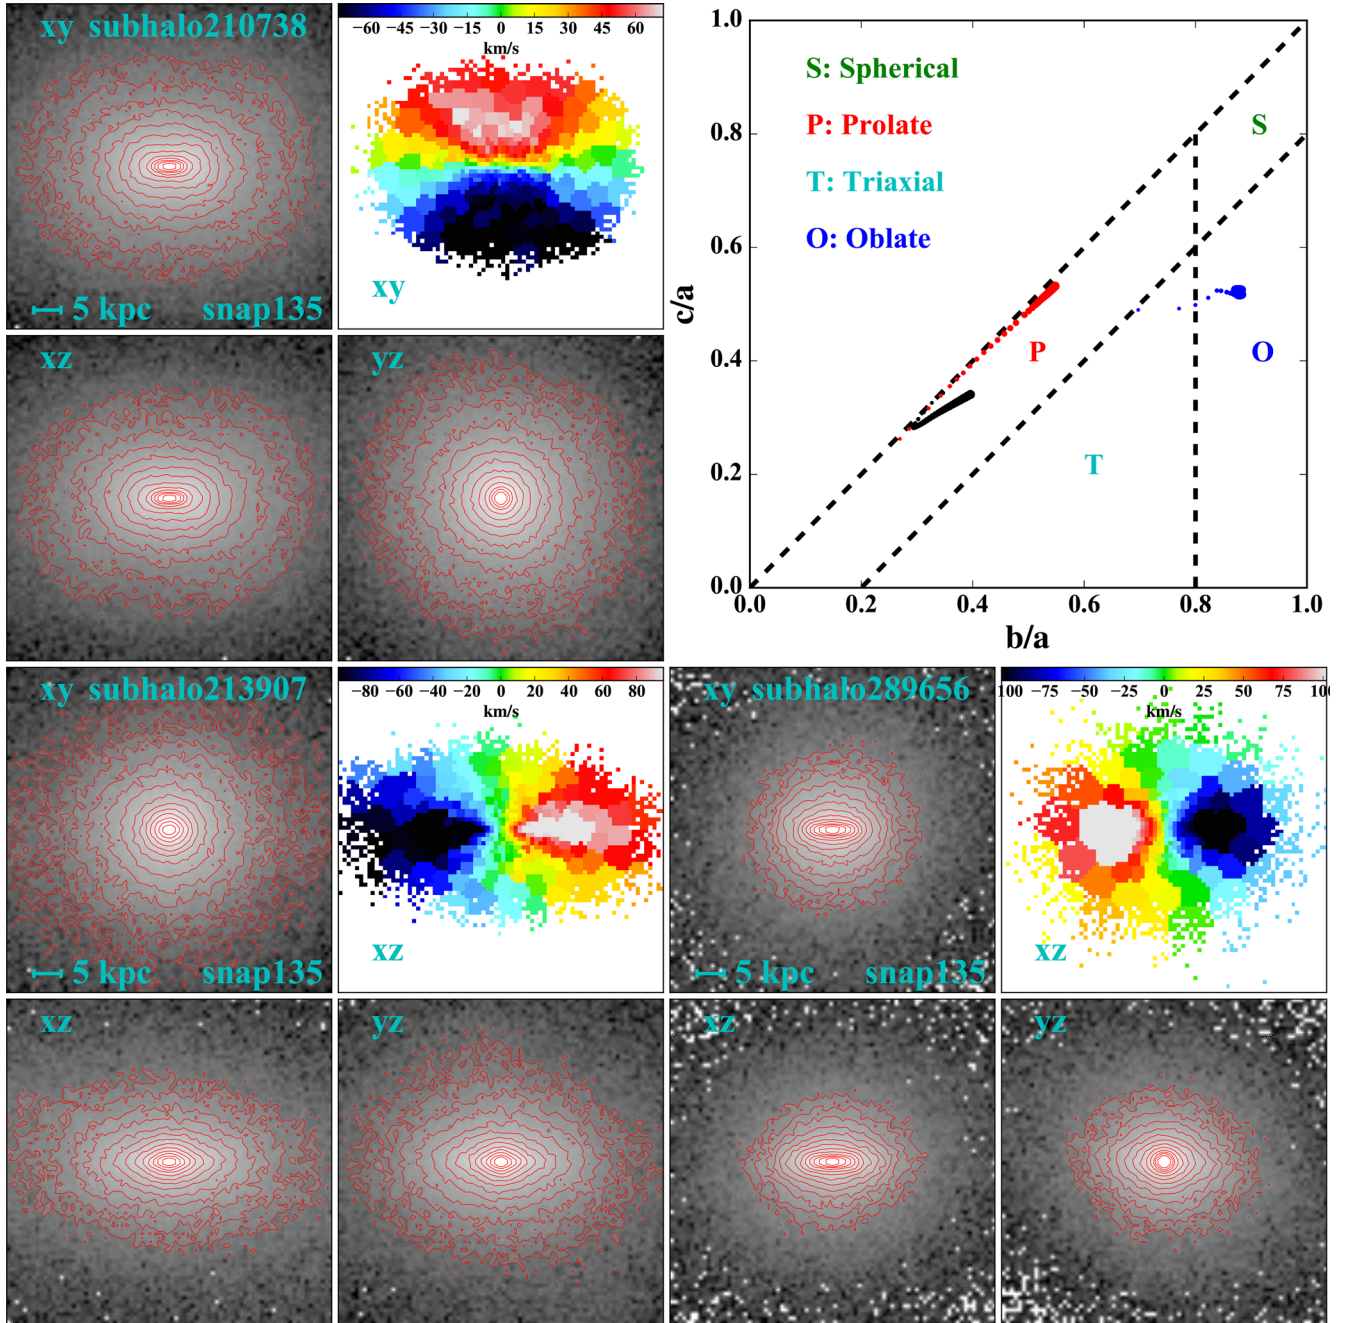 xy subhalo210738
5 kpc snap135
−60 −45 −30 −15 0 15 30 45 60
km/s
xy
xz
yz
1.0
0.8
0.6
0.4
0.2
0.0
c/a
S: Spherical
P: Prolate
T: Triaxial
O: Oblate
S
P
O
T
0.0 0.2 0.4 0.6 0.8 1.0
b/a
xy subhalo213907
5 kpc snap135
−80 −60 −40 −20 0 20 40 60 80
km/s
xz
xy subhalo289656
5 kpc snap135
100 −75 −50 −25 0 25 50 75 100
km/s
xz
xz
yz
xz
yz